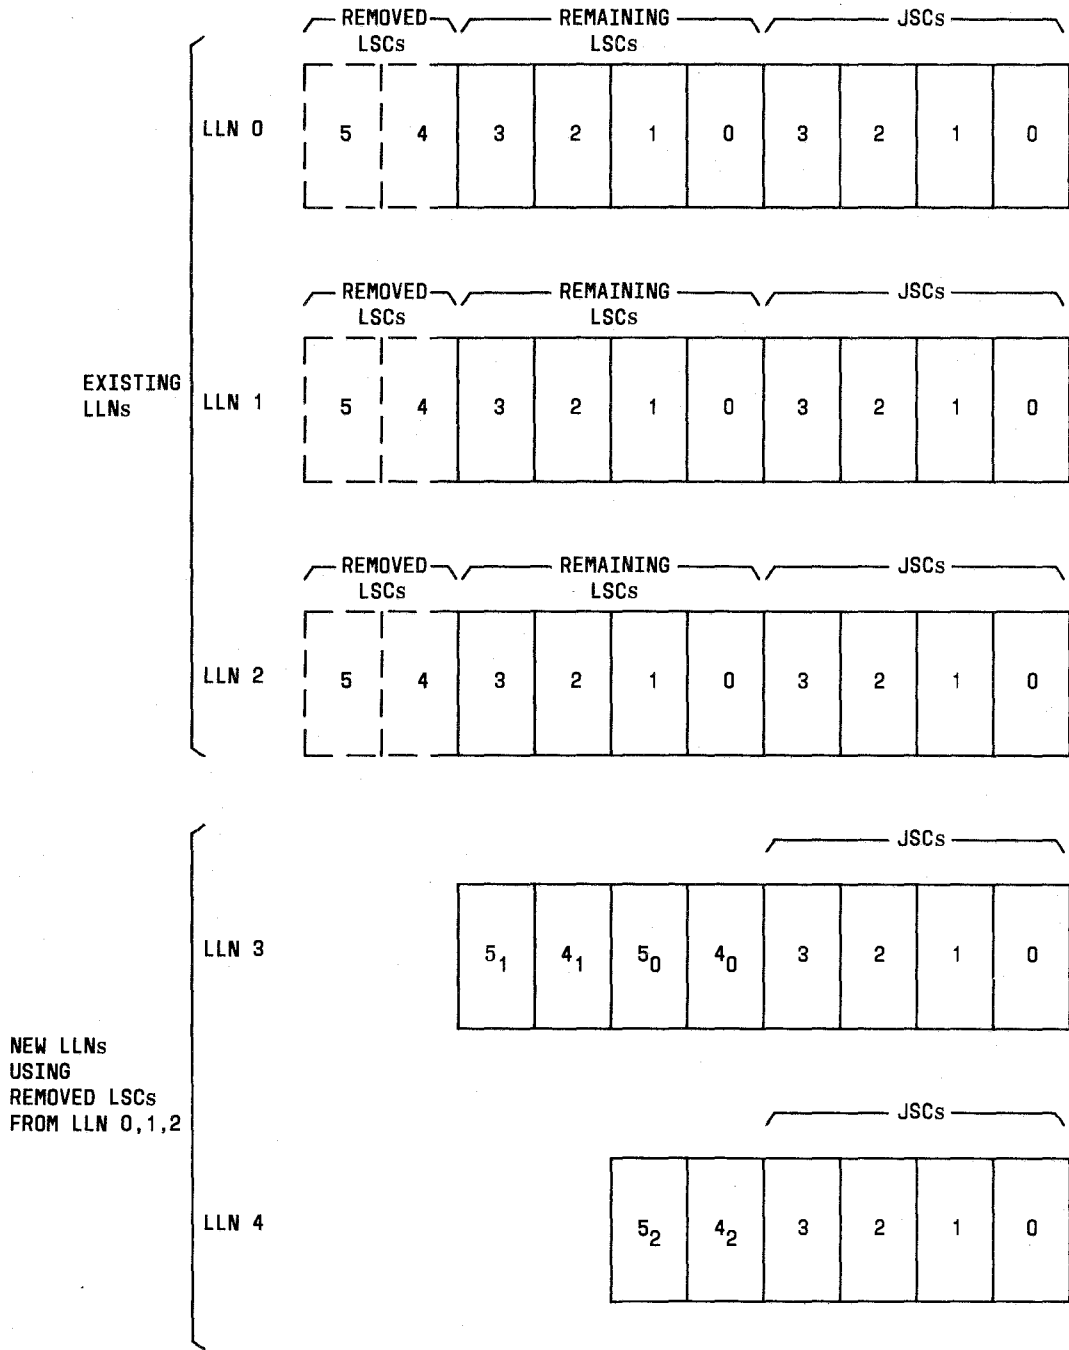 REMOVED REMAINING JSCs
LSCs LSCs
LLN 0 5 4 3 2 1 0 3 2 1 0
REMOVED REMAINING JSCs
LSCs LSCs
EXISTING
LLNs
LLN 1 5 4 3 2 1 0 3 2 1 0
REMOVED REMAINING JSCs
LSCs LSCs
LLN 2 5 4 3 2 1 0 3 2 1 0
JSCs
LLN 3 5₁ 4₁ 5₀ 4₀ 3 2 1 0
NEW LLNs
USING
REMOVED LSCs
FROM LLN 0,1,2
JSCs
LLN 4 5₂ 4₂ 3 2 1 0